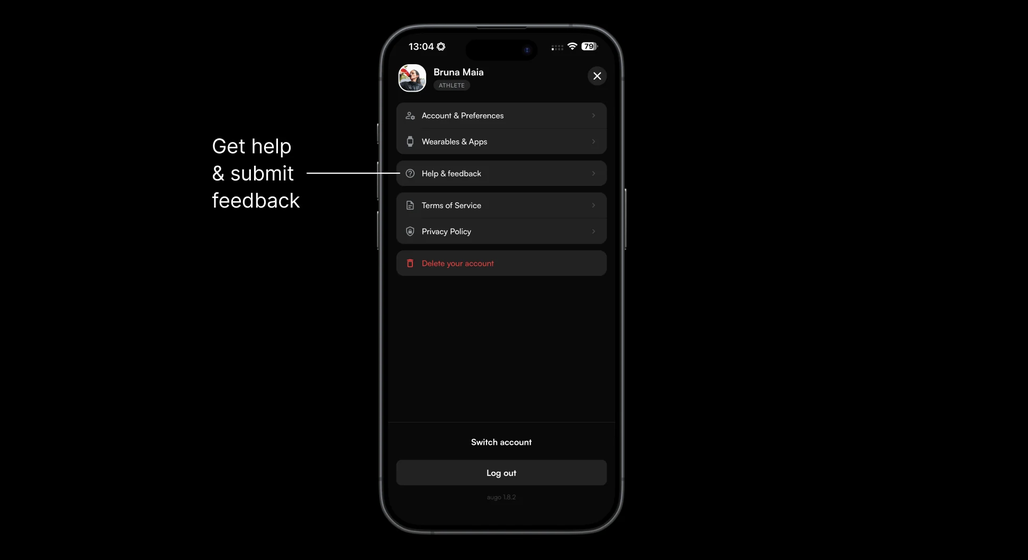 13:04
79
Bruna Maia
ATHLETE
Account & Preferences
Wearables & Apps
Get help
& submit
feedback
Help & feedback
Terms of Service
Privacy Policy
Delete your account
Switch account
Log out